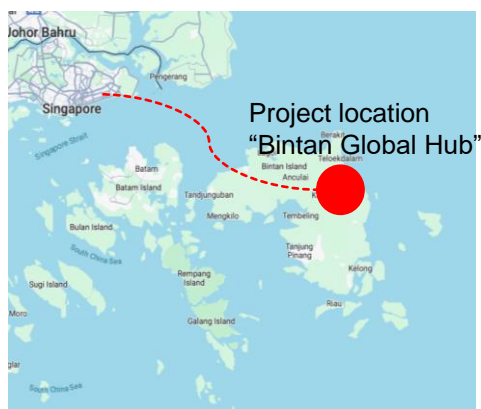 Johor Bahru
Pengerang
Singapore
Singapore Strait
Project location
“Bintan Global Hub”
Berakit
Teloekdalam
Bintan Island
Anculai
Batam
Batam Island
Tandjunguban
Mengkilo
Tembeling
Bulan Island
Tanjung
Pinang
South China Sea
Rempang
Island
Kelong
Sugi Island
Riau
Moro
Galang Island
South China Sea